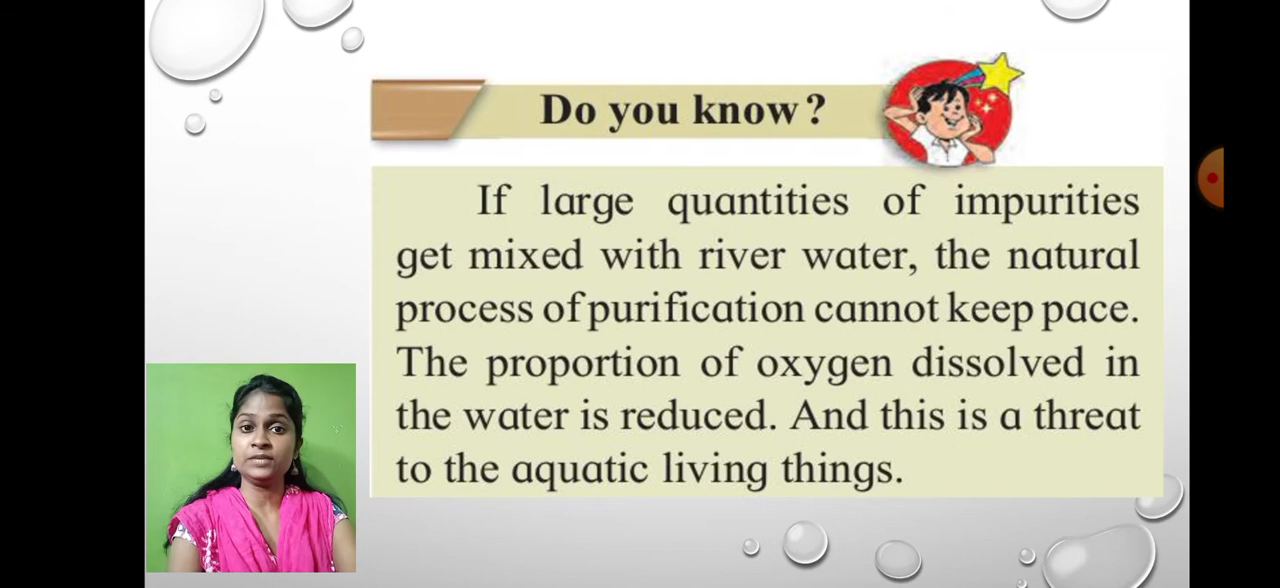 Do you know?
If large quantities of impurities
get mixed with river water, the natural
process of purification cannot keep pace.
The proportion of oxygen dissolved in
the water is reduced. And this is a threat
to the aquatic living things.